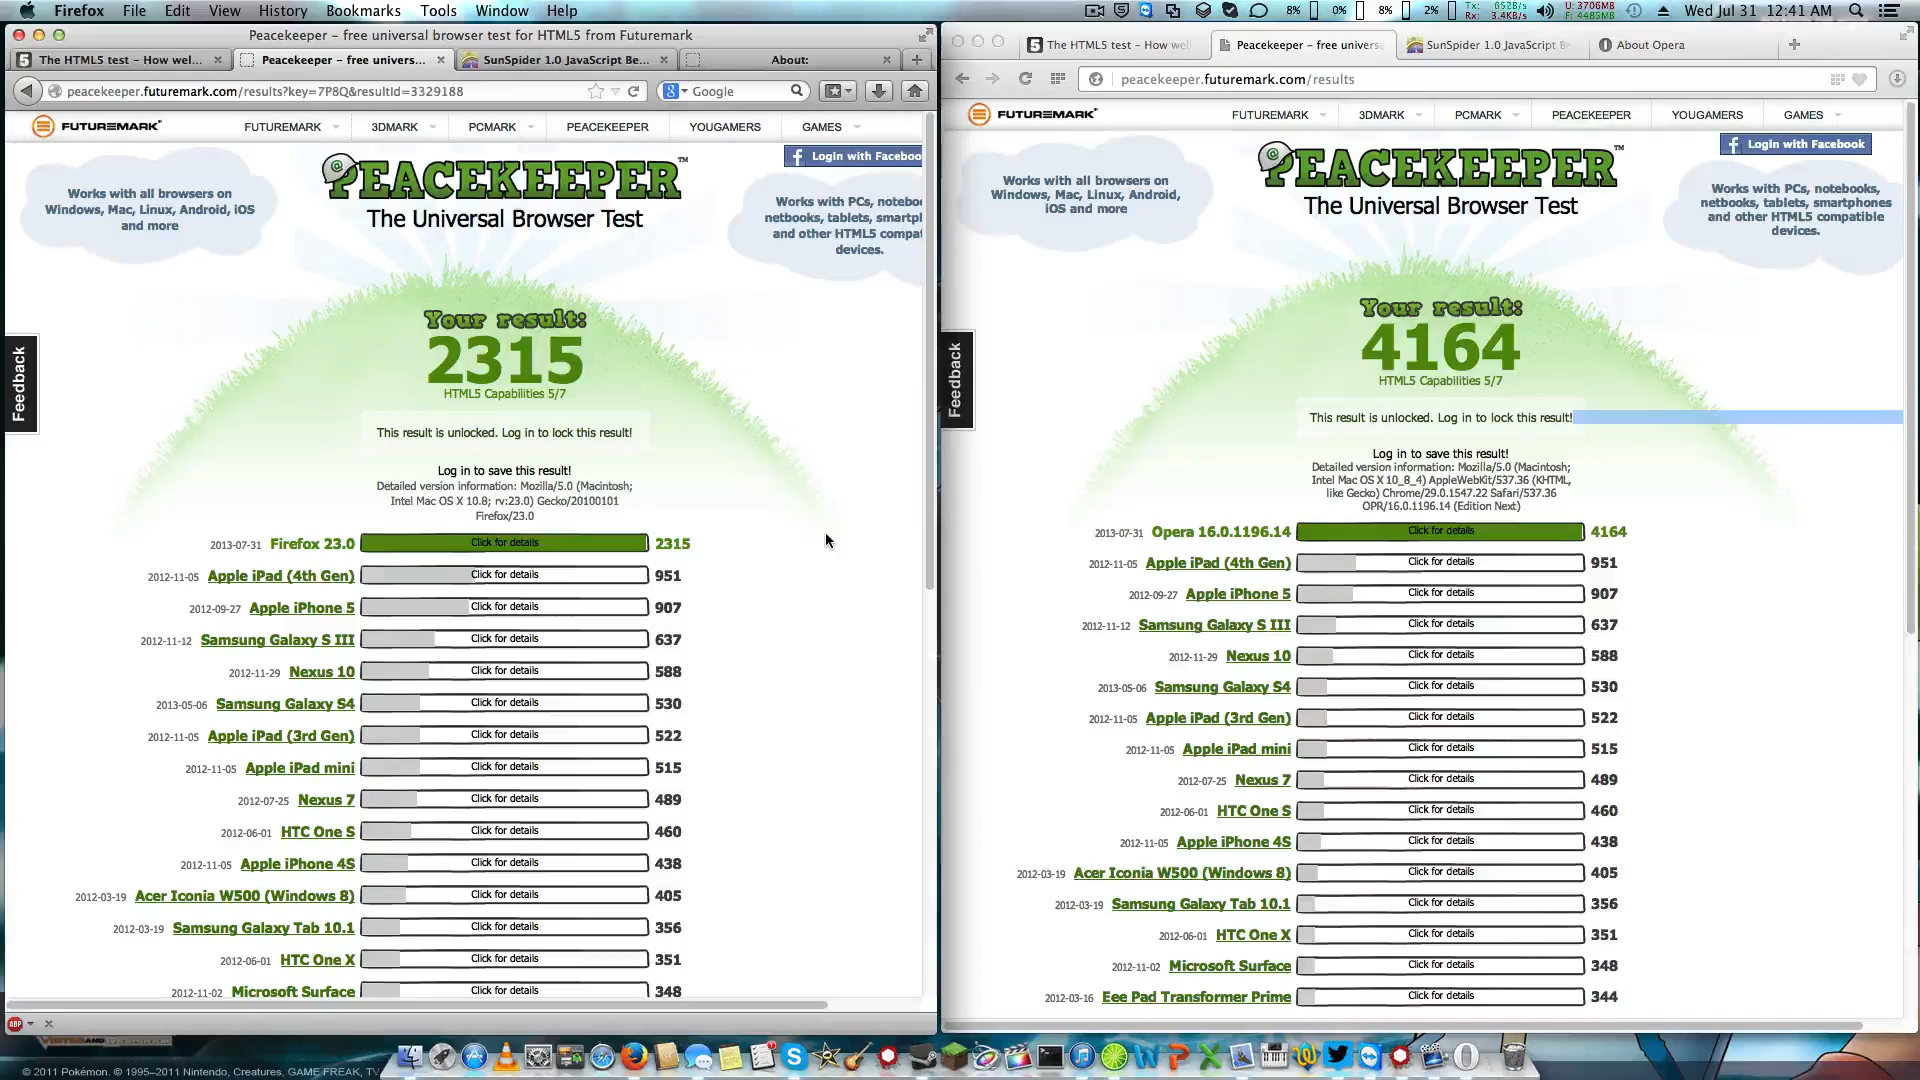 Firefox File Edit View History Bookmarks Tools Window Help
8% 0% 8% 2% Tx: 652B/s Rx: 3.4KB/s U: 3706MB F: 4485MB Wed Jul 31 12:41 AM
Peacekeeper – free universal browser test for HTML5 from Futuremark
The HTML5 test – How wel... Peacekeeper – free univers... SunSpider 1.0 JavaScript Be... About:
peacekeeper.futuremark.com/results?key=7P8Q&resultId=3329188 Google
FUTUREMARK FUTUREMARK 3DMARK PCMARK PEACEKEEPER YOUGAMERS GAMES
Login with Faceboo
Works with all browsers on
Windows, Mac, Linux, Android, iOS
and more
PEACEKEEPER™
The Universal Browser Test
Works with PCs, noteboo
netbooks, tablets, smartpl
and other HTML5 compat
devices.
Your result:
2315
HTML5 Capabilities 5/7
Feedback
This result is unlocked. Log in to lock this result!
Log in to save this result!
Detailed version information: Mozilla/5.0 (Macintosh;
Intel Mac OS X 10.8; rv:23.0) Gecko/20100101
Firefox/23.0
2013-07-31 Firefox 23.0 Click for details 2315
2012-11-05 Apple iPad (4th Gen) Click for details 951
2012-09-27 Apple iPhone 5 Click for details 907
2012-11-12 Samsung Galaxy S III Click for details 637
2012-11-29 Nexus 10 Click for details 588
2013-05-06 Samsung Galaxy S4 Click for details 530
2012-11-05 Apple iPad (3rd Gen) Click for details 522
2012-11-05 Apple iPad mini Click for details 515
2012-07-25 Nexus 7 Click for details 489
2012-06-01 HTC One S Click for details 460
2012-11-05 Apple iPhone 4S Click for details 438
2012-03-19 Acer Iconia W500 (Windows 8) Click for details 405
2012-03-19 Samsung Galaxy Tab 10.1 Click for details 356
2012-06-01 HTC One X Click for details 351
2012-11-02 Microsoft Surface Click for details 348
ABP
The HTML5 test – How wel Peacekeeper – free univers SunSpider 1.0 JavaScript Be About Opera
peacekeeper.futuremark.com/results
FUTUREMARK FUTUREMARK 3DMARK PCMARK PEACEKEEPER YOUGAMERS GAMES
Login with Facebook
Works with all browsers on
Windows, Mac, Linux, Android,
iOS and more
PEACEKEEPER™
The Universal Browser Test
Works with PCs, notebooks,
netbooks, tablets, smartphones
and other HTML5 compatible
devices.
Your result:
4164
HTML5 Capabilities 5/7
Feedback
This result is unlocked. Log in to lock this result!
Log in to save this result!
Detailed version information: Mozilla/5.0 (Macintosh;
Intel Mac OS X 10_8_4) AppleWebKit/537.36 (KHTML,
like Gecko) Chrome/29.0.1547.22 Safari/537.36
OPR/16.0.1196.14 (Edition Next)
2013-07-31 Opera 16.0.1196.14 Click for details 4164
2012-11-05 Apple iPad (4th Gen) Click for details 951
2012-09-27 Apple iPhone 5 Click for details 907
2012-11-12 Samsung Galaxy S III Click for details 637
2012-11-29 Nexus 10 Click for details 588
2013-05-06 Samsung Galaxy S4 Click for details 530
2012-11-05 Apple iPad (3rd Gen) Click for details 522
2012-11-05 Apple iPad mini Click for details 515
2012-07-25 Nexus 7 Click for details 489
2012-06-01 HTC One S Click for details 460
2012-11-05 Apple iPhone 4S Click for details 438
2012-03-19 Acer Iconia W500 (Windows 8) Click for details 405
2012-03-19 Samsung Galaxy Tab 10.1 Click for details 356
2012-06-01 HTC One X Click for details 351
2012-11-02 Microsoft Surface Click for details 348
2012-03-16 Eee Pad Transformer Prime Click for details 344
© 2011 Pokémon. © 1995–2011 Nintendo, Creatures, GAME FREAK, TV